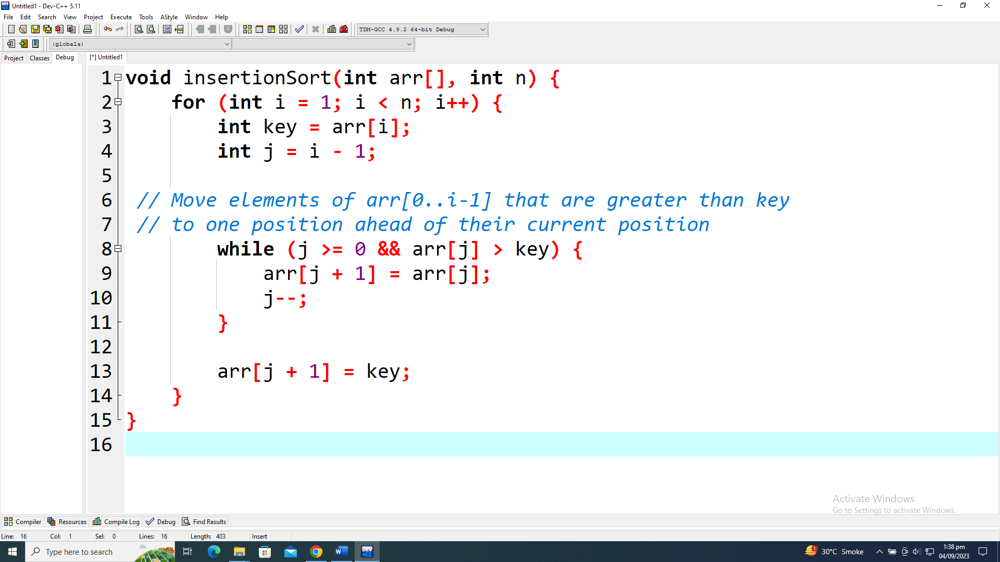 Untitled1 - Dev-C++ 5.11
File Edit Search View Project Execute Tools AStyle Window Help
TDM-GCC 4.9.2 64-bit Debug
(globals)
Project Classes Debug [*] Untitled1
1 void insertionSort(int arr[], int n) {
2 for (int i = 1; i < n; i++) {
3 int key = arr[i];
4 int j = i - 1;
5
6 // Move elements of arr[0..i-1] that are greater than key
7 // to one position ahead of their current position
8 while (j >= 0 && arr[j] > key) {
9 arr[j + 1] = arr[j];
10 j--;
11 }
12
13 arr[j + 1] = key;
14 }
15 }
16
Activate Windows
Go to Settings to activate Windows.
Compiler Resources Compile Log Debug Find Results
Line: 16 Col: 1 Sel: 0 Lines: 16 Length: 403 Insert
Type here to search
DEV
1
30°C Smoke
1:38 pm
04/09/2023